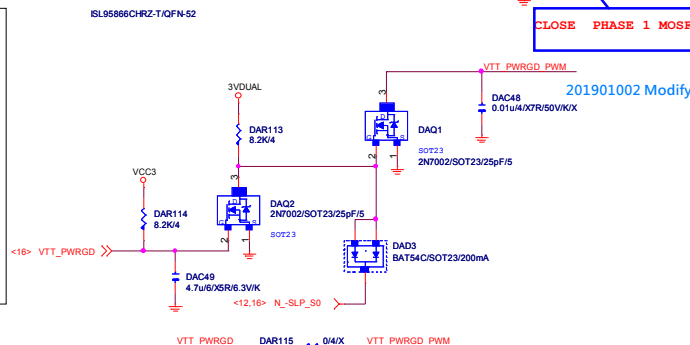 ISL95866CHRZ-T/QFN-52
CLOSE PHASE 1 MOSF
VTT_PWRGD_PWM
201901002 Modify
3VDUAL
3
DAC48
0.01u/4/X7R/50V/K/X
D
G
S
DAQ1
SOT23
2N7002/SOT23/25pF/5
2
1
DAR113
8.2K/4
VCC3
3
D
G
S
DAQ2
2N7002/SOT23/25pF/5
SOT23
2
1
DAR114
8.2K/4
<16> VTT_PWRGD
DAD3
BAT54C/SOT23/200mA
DAC49
4.7u/6/X5R/6.3V/K
<12,16> N_-SLP_S0
VTT_PWRGD DAR115 0/4/X VTT_PWRGD_PWM